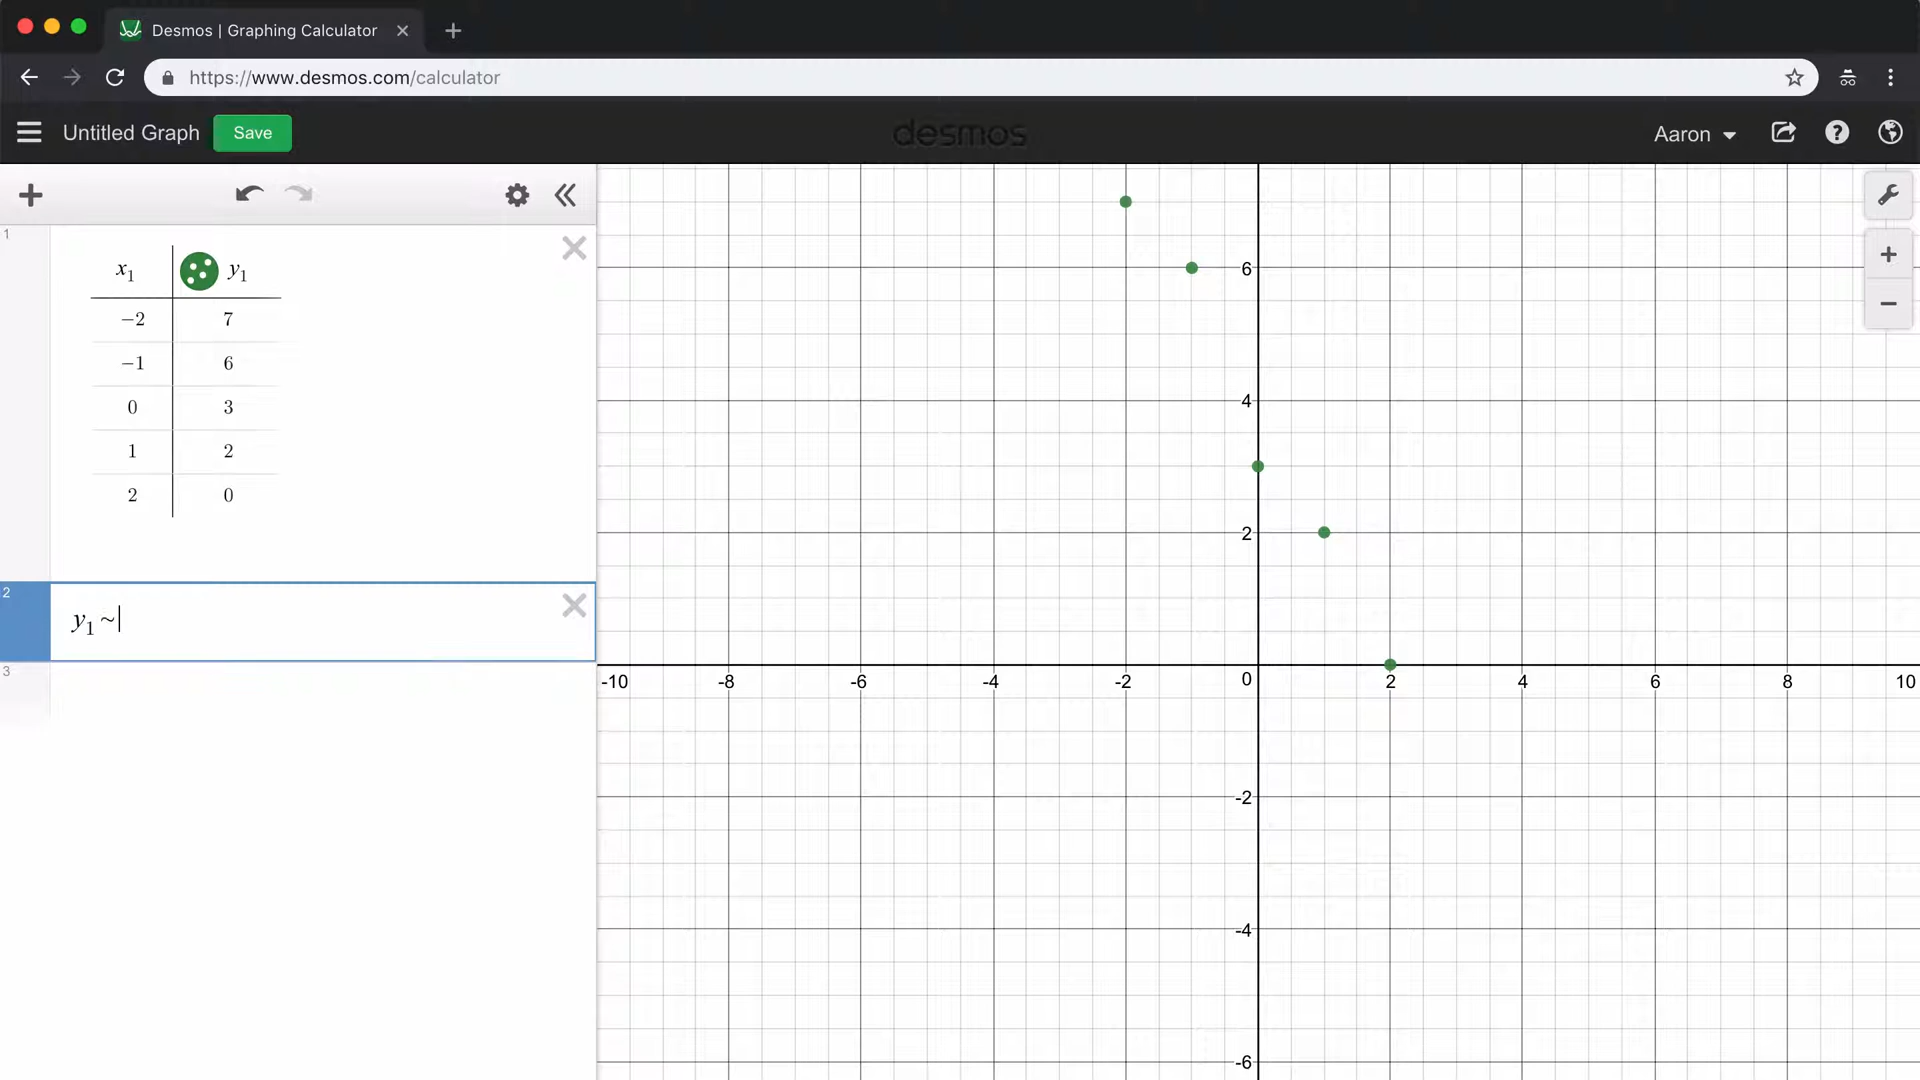 Desmos | Graphing Calculator
https://www.desmos.com/calculator
Untitled Graph Save desmos Aaron
1
x₁ y₁
−2 7
−1 6
0 3
1 2
2 0
2
y₁ ~
3
6
4
2
-10 -8 -6 -4 -2 0 2 4 6 8 10
-2
-4
-6